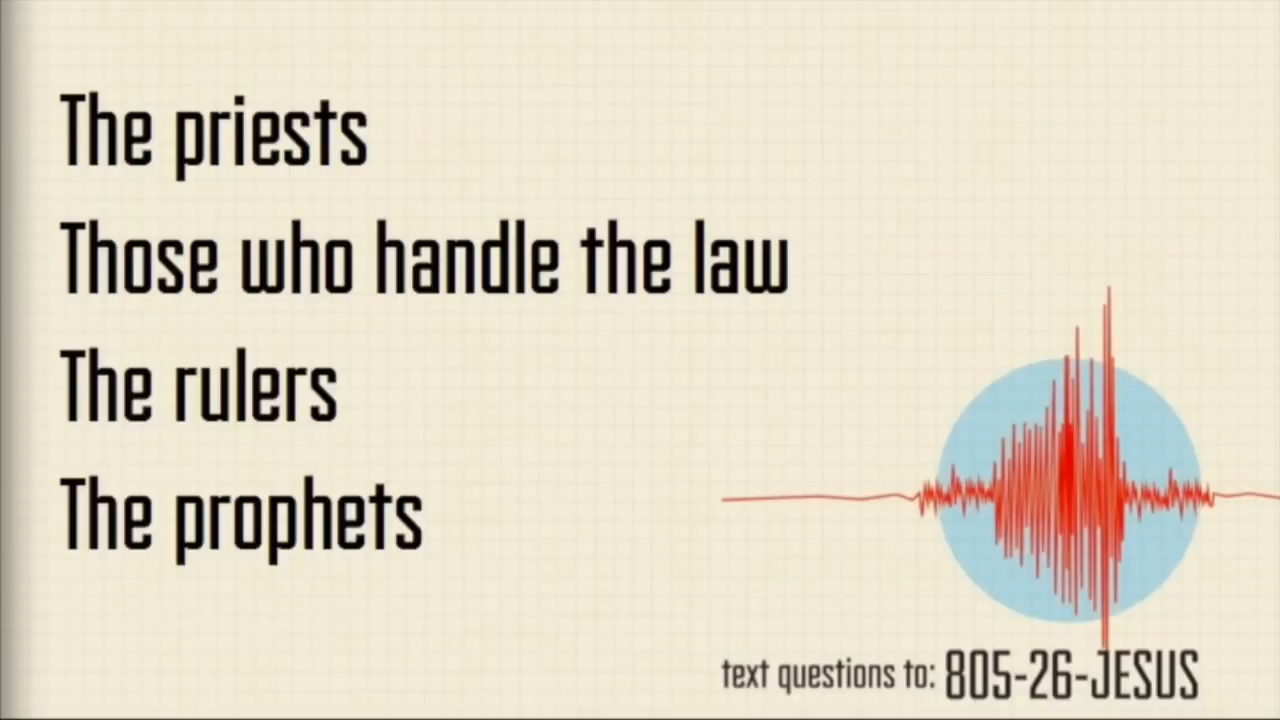 The priests
Those who handle the law
The rulers
The prophets
text questions to: 805-26-JESUS